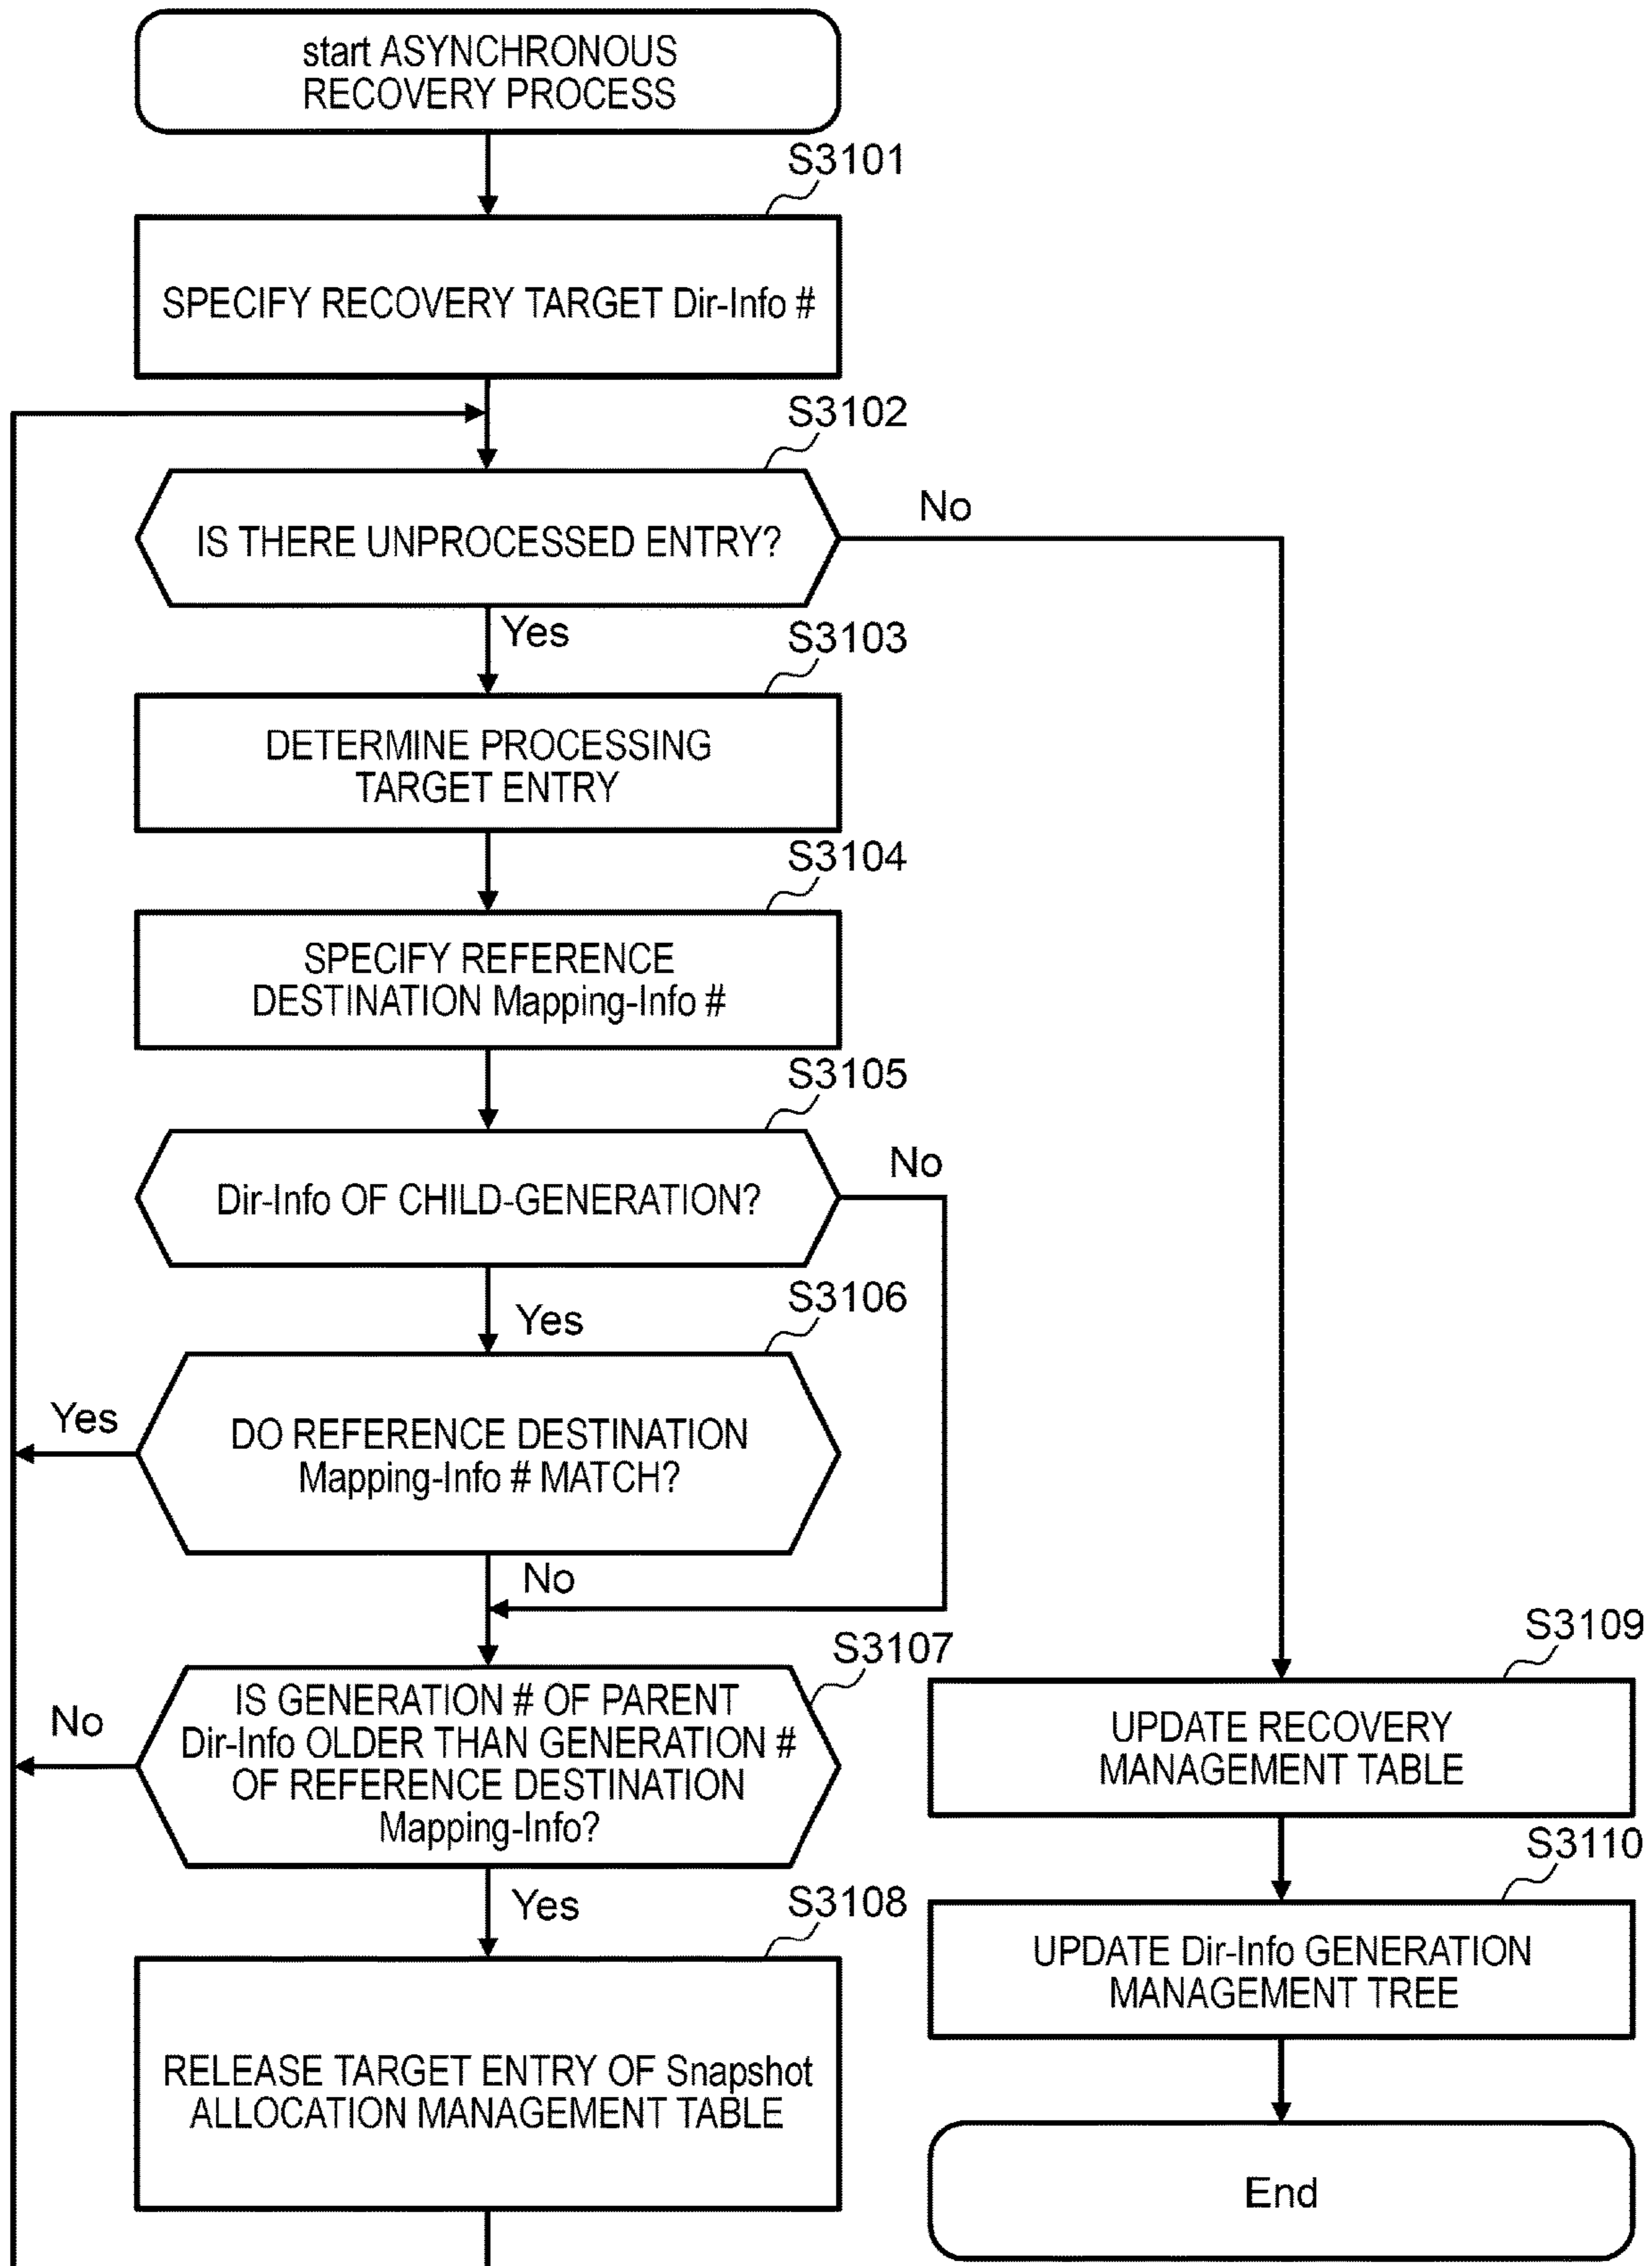 start ASYNCHRONOUS
RECOVERY PROCESS
S3101
SPECIFY RECOVERY TARGET Dir-Info #
S3102
IS THERE UNPROCESSED ENTRY?
No
Yes
S3103
DETERMINE PROCESSING
TARGET ENTRY
S3104
SPECIFY REFERENCE
DESTINATION Mapping-Info #
S3105
Dir-Info OF CHILD-GENERATION?
No
Yes
S3106
DO REFERENCE DESTINATION
Mapping-Info # MATCH?
Yes
No
S3107
IS GENERATION # OF PARENT
Dir-Info OLDER THAN GENERATION #
OF REFERENCE DESTINATION
Mapping-Info?
No
Yes
S3108
RELEASE TARGET ENTRY OF Snapshot
ALLOCATION MANAGEMENT TABLE
S3109
UPDATE RECOVERY
MANAGEMENT TABLE
S3110
UPDATE Dir-Info GENERATION
MANAGEMENT TREE
End